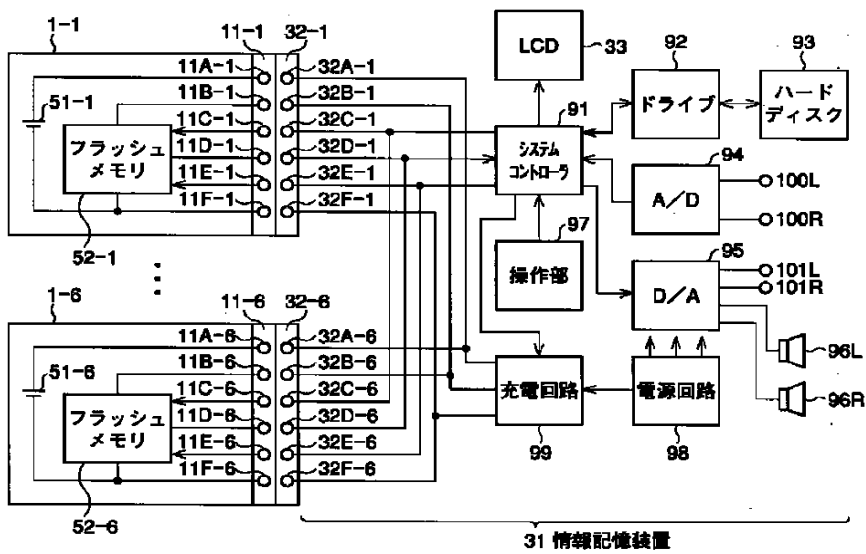 1-1
11-1
32-1
11A-1
32A-1
11B-1
32B-1
51-1
11C-1
32C-1
フラッシュ
メモリ
11D-1
32D-1
11E-1
32E-1
11F-1
32F-1
52-1
LCD
33
92
93
ドライブ
ハード
ディスク
91
システム
コントローラ
94
A/D
100L
100R
97
操作部
95
D/A
101L
101R
96L
96R
1-6
11-6
32-6
11A-6
32A-6
11B-6
32B-6
51-6
11C-6
32C-6
フラッシュ
メモリ
11D-6
32D-6
11E-6
32E-6
11F-6
32F-6
52-6
充電回路
99
電源回路
98
31 情報記憶装置